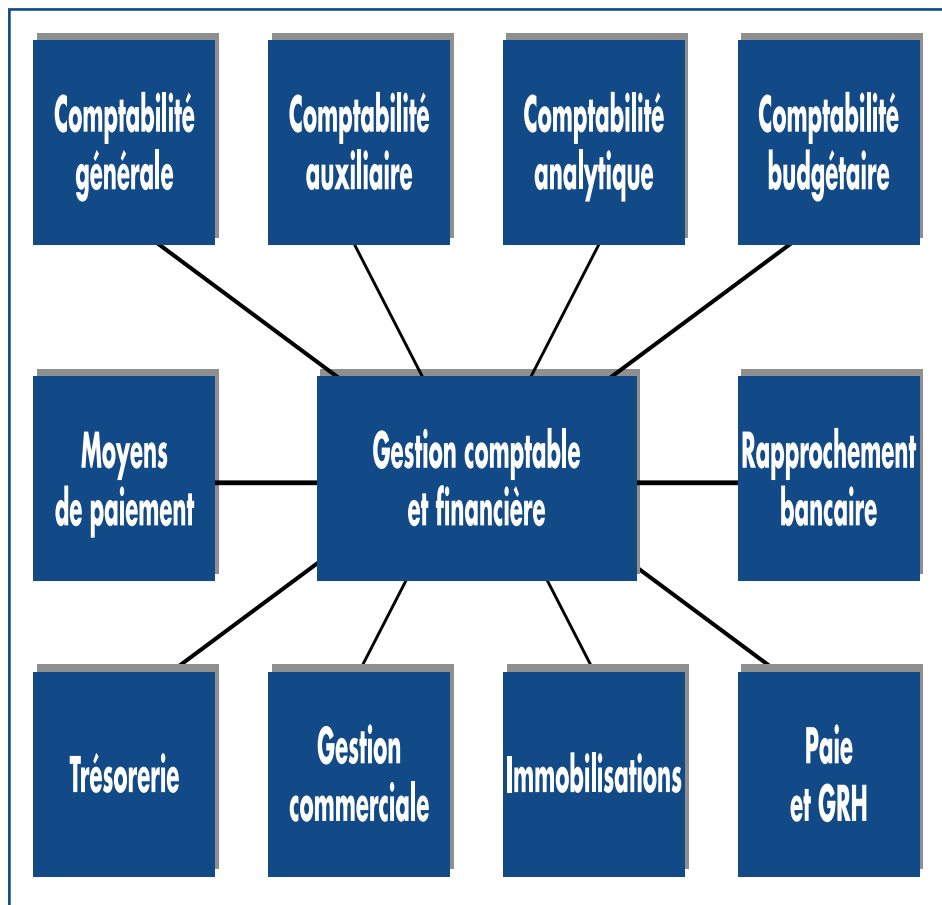 Comptabilité
générale
Comptabilité
auxiliaire
Comptabilité
analytique
Comptabilité
budgétaire
Moyens
de paiement
Gestion comptable
et financière
Rapprochement
bancaire
Trésorerie
Gestion
commerciale
Immobilisations
Paie
et GRH